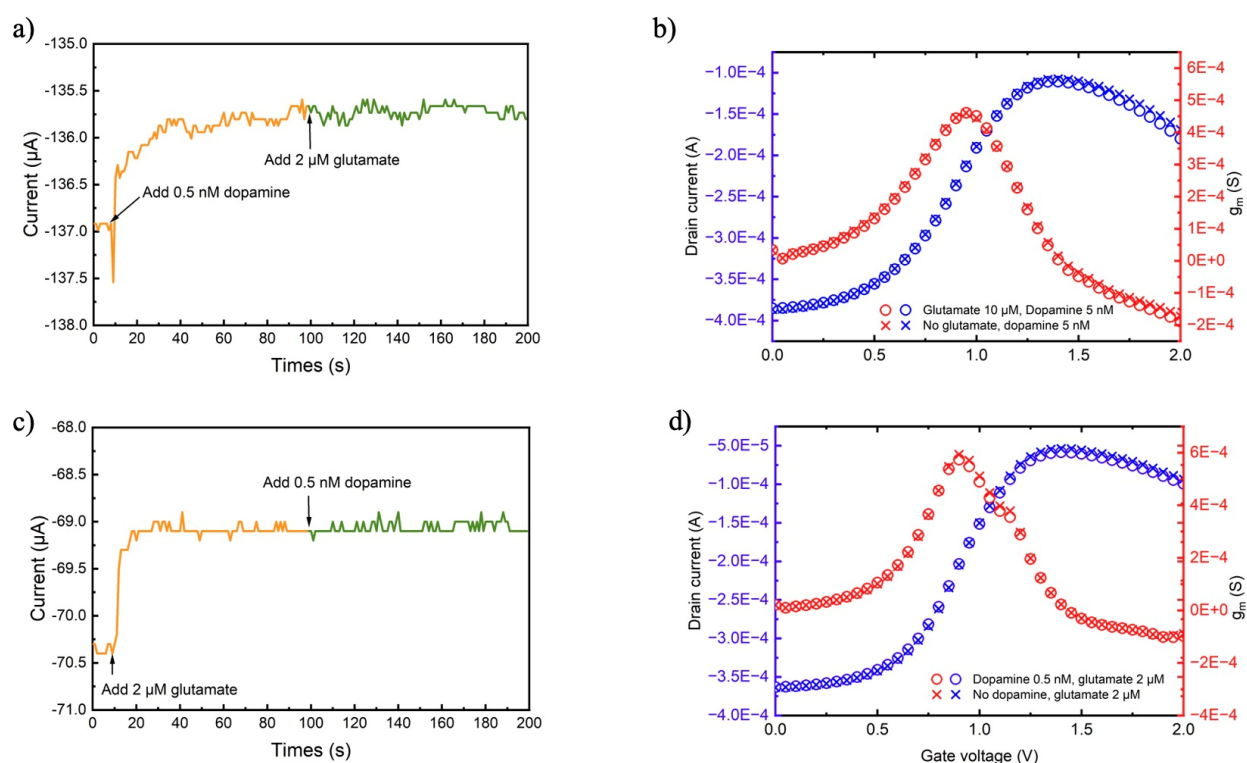 a)
-135.0
-135.5
-136.0
-136.5
-137.0
-137.5
-138.0
Current (µA)
Add 2 µM glutamate
Add 0.5 nM dopamine
0 20 40 60 80 100 120 140 160 180 200
Times (s)
b)
−1.0E−4
−1.5E−4
−2.0E−4
−2.5E−4
−3.0E−4
−3.5E−4
−4.0E−4
Drain current (A)
6E−4
5E−4
4E−4
2E−4
1E−4
0E+0
−1E−4
−2E−4
gm (S)
Glutamate 10 µM, Dopamine 5 nM
No glutamate, dopamine 5 nM
0.0 0.5 1.0 1.5 2.0
c)
-68.0
-68.5
-69.0
-69.5
-70.0
-70.5
-71.0
Current (µA)
Add 0.5 nM dopamine
Add 2 µM glutamate
0 20 40 60 80 100 120 140 160 180 200
Times (s)
d)
−5.0E−5
−1.0E−4
−1.5E−4
−2.0E−4
−2.5E−4
−3.0E−4
−3.5E−4
−4.0E−4
Drain current (A)
6E−4
4E−4
2E−4
0E+0
−2E−4
−4E−4
gm (S)
Dopamine 0.5 nM, glutamate 2 µM
No dopamine, glutamate 2 µM
0.0 0.5 1.0 1.5 2.0
Gate voltage (V)